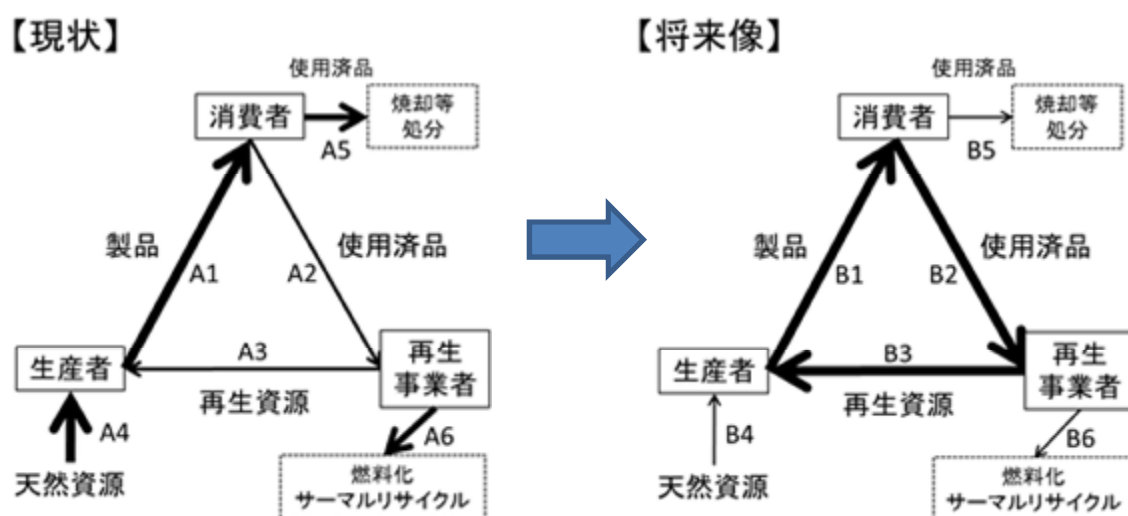 【現状】
使用済品
消費者
焼却等
処分
A5
製品
A1
A2
使用済品
生産者
A3
再生
事業者
再生資源
A4
A6
天然資源
燃料化
サーマルリサイクル
【将来像】
使用済品
消費者
焼却等
処分
B5
製品
B1
B2
使用済品
生産者
B3
再生
事業者
再生資源
B4
B6
天然資源
燃料化
サーマルリサイクル